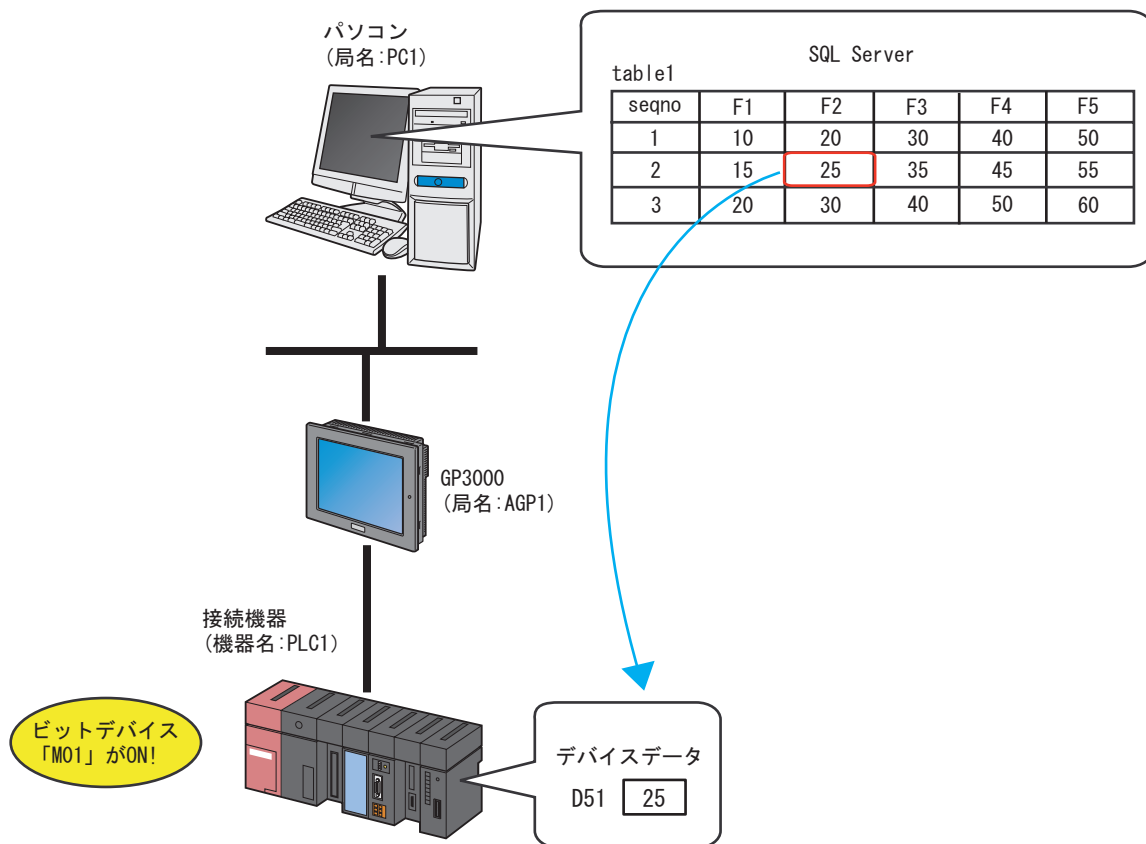 パソコン
(局名:PC1)
SQL Server
table1
seqno F1 F2 F3 F4 F5
1 10 20 30 40 50
2 15 25 35 45 55
3 20 30 40 50 60
GP3000
(局名:AGP1)
接続機器
(機器名:PLC1)
ビットデバイス
「M01」がON!
デバイスデータ
D51 25